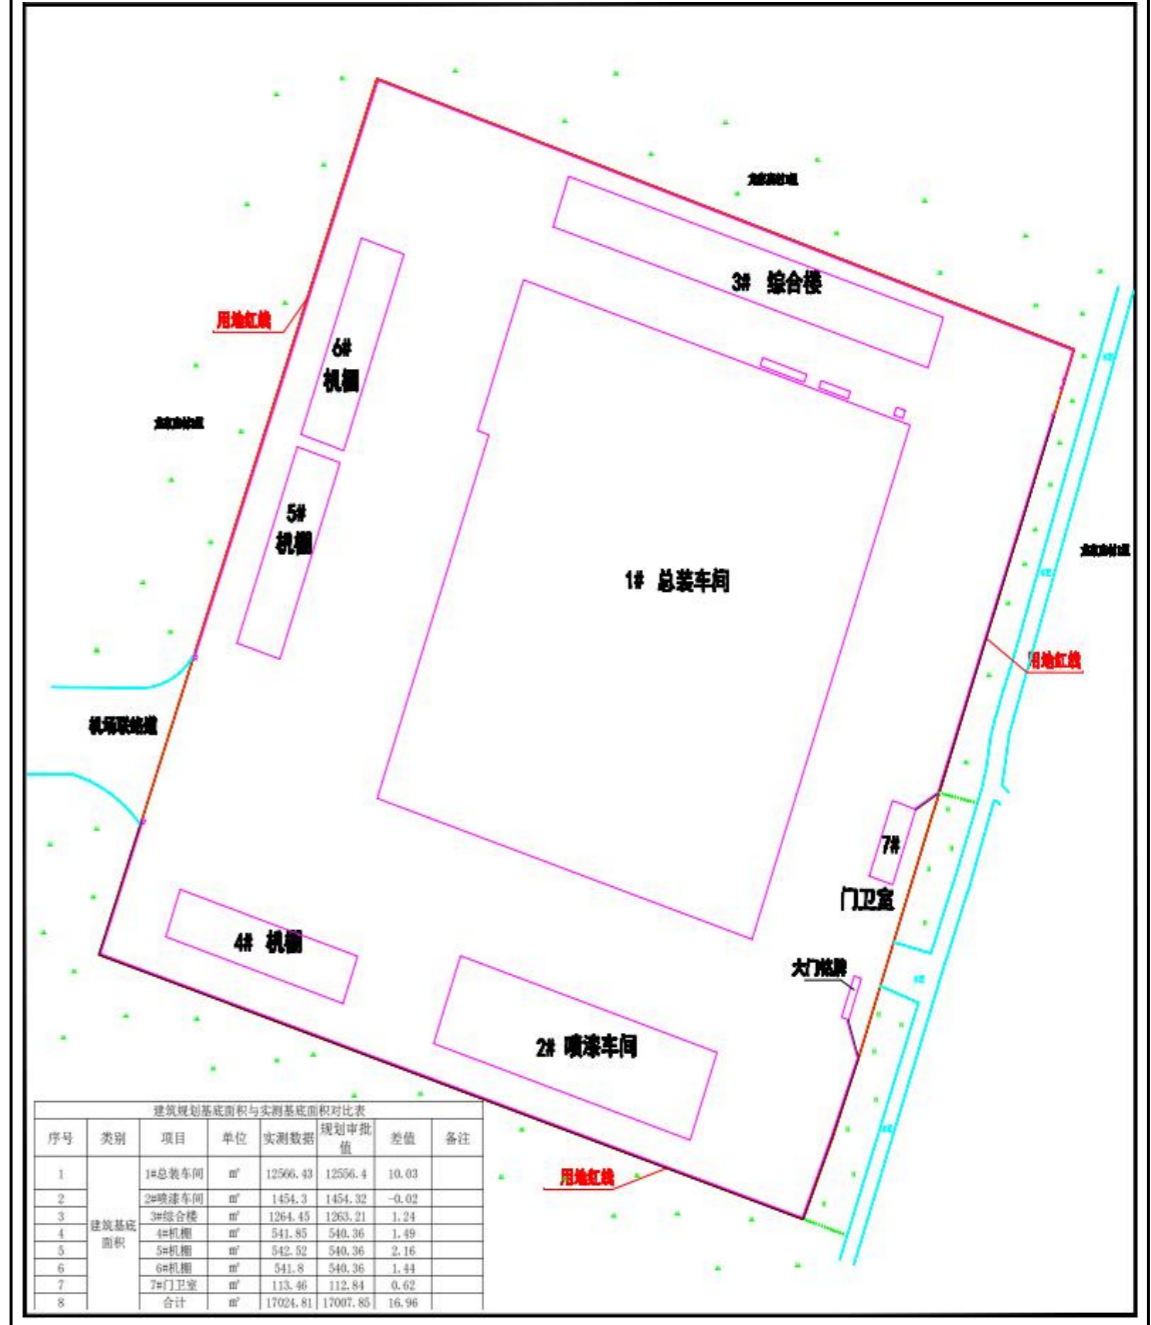 3# 综合楼
用地红线
6#
机棚
5#
机棚
1# 总装车间
用地红线
机场联络道
7#
门卫室
4# 机棚
大门铭牌
2# 喷漆车间
用地红线
建筑规划基底面积与实测基底面积对比表
序号 类别 项目 单位 实测数据 规划审批值 差值 备注
建筑基底面积
1 1#总装车间 ㎡ 12566.43 12556.4 10.03
2 2#喷漆车间 ㎡ 1454.3 1454.32 -0.02
3 3#综合楼 ㎡ 1264.45 1263.21 1.24
4 4#机棚 ㎡ 541.85 540.36 1.49
5 5#机棚 ㎡ 542.52 540.36 2.16
6 6#机棚 ㎡ 541.8 540.36 1.44
7 7#门卫室 ㎡ 113.46 112.84 0.62
8 合计 ㎡ 17024.81 17007.85 16.96